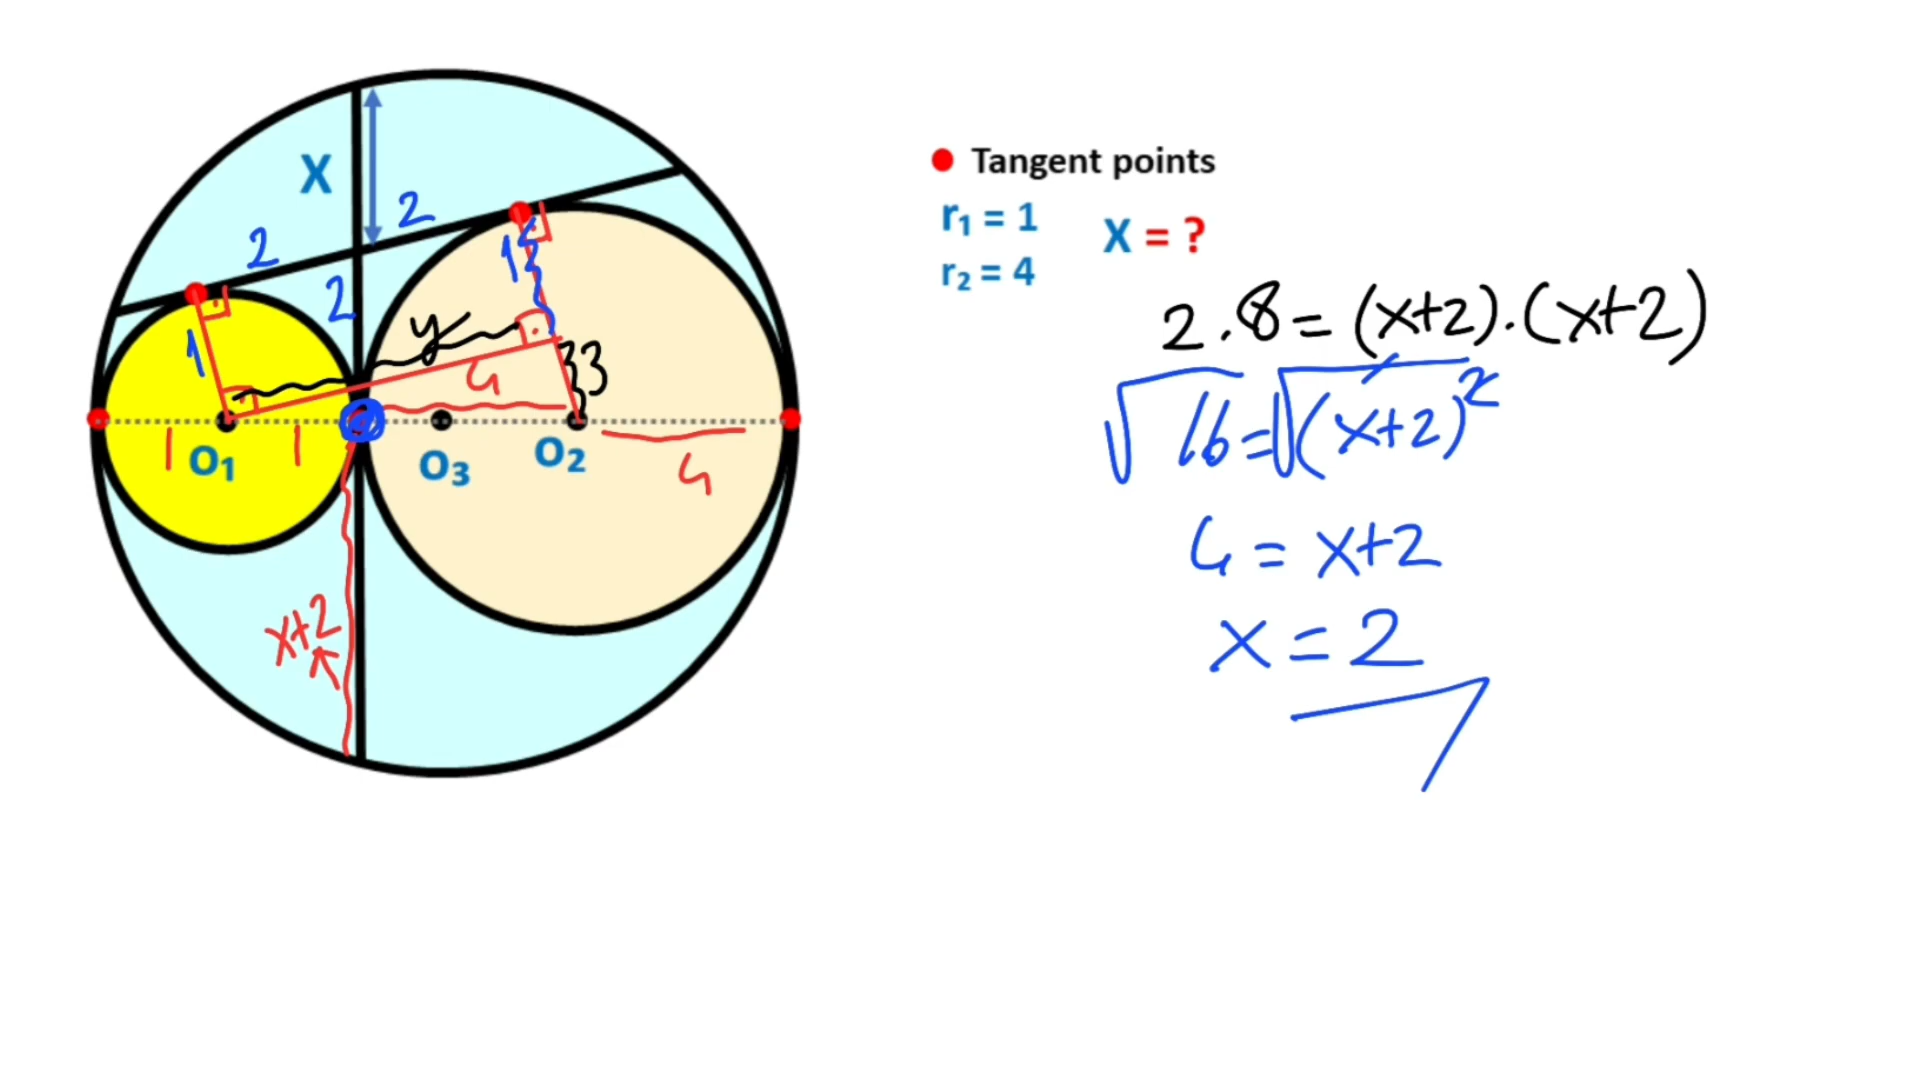 X
2
2
2
1
1
y
4
3
1
O₁
1
O₃
O₂
4
x+2
Tangent points
r₁ = 1
X = ?
r₂ = 4
2.8=(x+2).(x+2)
√16=√(x+2)²
4 = x+2
x=2